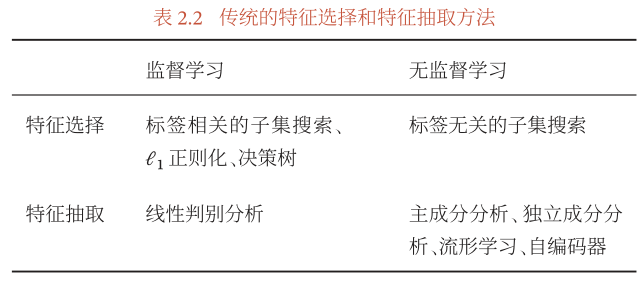 表 2.2 传统的特征选择和特征抽取方法
监督学习 无监督学习
特征选择 标签相关的子集搜索、 标签无关的子集搜索
ℓ1 正则化、决策树
特征抽取 线性判别分析 主成分分析、独立成分分
析、流形学习、自编码器